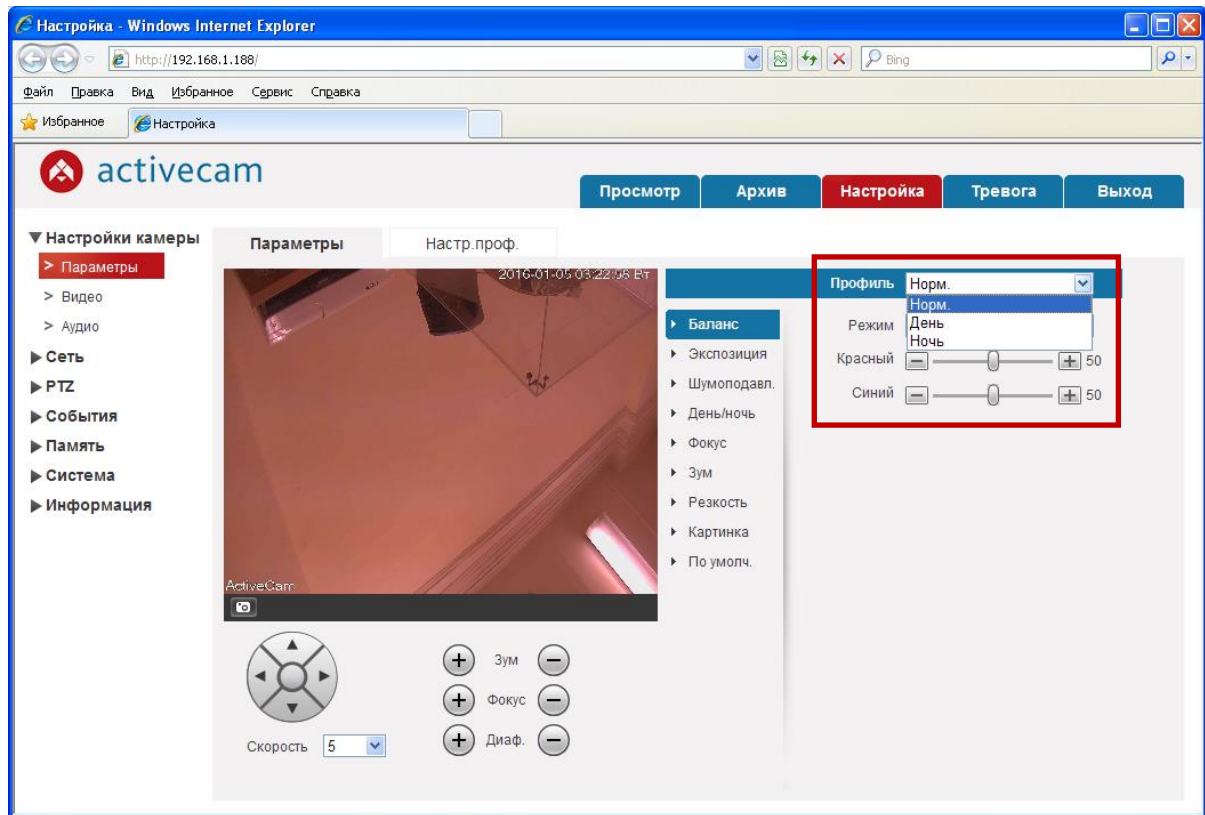 Настройка - Windows Internet Explorer
http://192.168.1.188/
Bing
Файл Правка Вид Избранное Сервис Справка
Избранное Настройка
activecam
Просмотр Архив Настройка Тревога Выход
Настройки камеры
> Параметры
> Видео
> Аудио
Сеть
PTZ
События
Память
Система
Информация
Параметры Настр.проф.
2016-01-05 03:22:58 Вт
ActiveCam
Баланс
Экспозиция
Шумоподавл.
День/ночь
Фокус
Зум
Резкость
Картинка
По умолч.
Профиль Норм.
Норм.
Режим День
Ночь
Красный 50
Синий 50
Зум
Фокус
Диаф.
Скорость 5